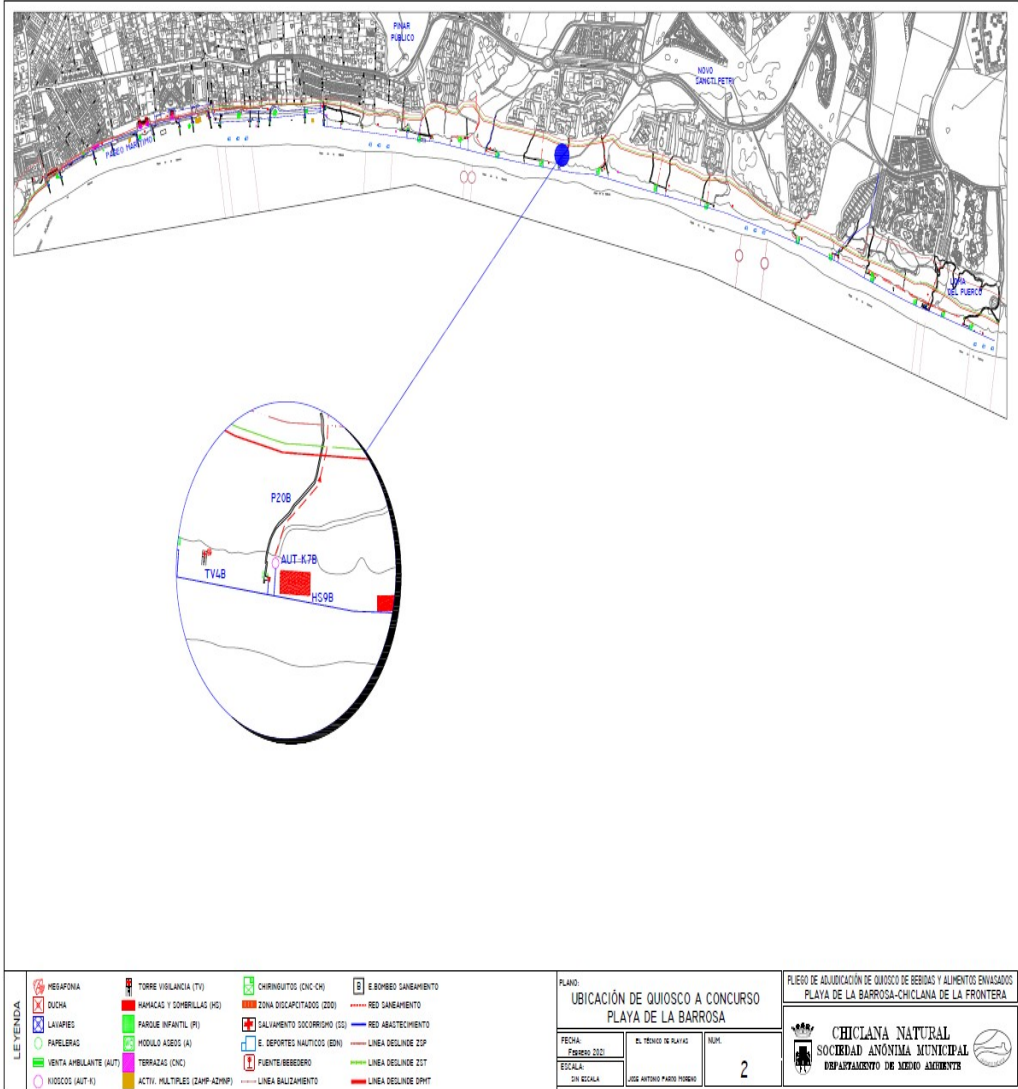 PINAR
PÚBLICO
NOVO
SANCTI PETRI
PASEO MARÍTIMO
LOMA
DEL PUERCO
P20B
AUT-K7B
TV4B
HS9B
LEYENDA
MEGAFONIA
DUCHA
LAVAPIES
PAPELERAS
VENTA AMBULANTE (AUT)
KIOSCOS (AUT-K)
TORRE VIGILANCIA (TV)
HAMACAS Y SOMBRILLAS (HS)
PARQUE INFANTIL (PI)
MODULO ASEOS (A)
TERRAZAS (CNC)
ACTIV. MULTIPLES (ZAMP-AZMNP)
CHIRINGUITOS (CNC-CH)
ZONA DISCAPCITADOS (ZDD)
SALVAMENTO SOCORRISMO (SS)
E. DEPORTES NAUTICOS (EDN)
FUENTE/BEBEDERO
LINEA BALIZAMIENTO
E.BOMBEO SANEAMIENTO
RED SANEAMIENTO
RED ABASTECIMIENTO
LINEA DESLINDE ZSP
LINEA DESLINDE ZST
LINEA DESLINDE DPMT
PLANO:
UBICACIÓN DE QUIOSCO A CONCURSO
PLAYA DE LA BARROSA
FECHA:
FEBRERO 2021
ESCALA:
SIN ESCALA
EL TÉCNICO DE PLAYAS
JOSE ANTONIO PARDO MORENO
NUM.
2
PLIEGO DE ADJUDICACIÓN DE QUIOSCO DE BEBIDAS Y ALIMENTOS ENVASADOS
PLAYA DE LA BARROSA-CHICLANA DE LA FRONTERA
CHICLANA NATURAL
SOCIEDAD ANÓNIMA MUNICIPAL
DEPARTAMENTO DE MEDIO AMBIENTE